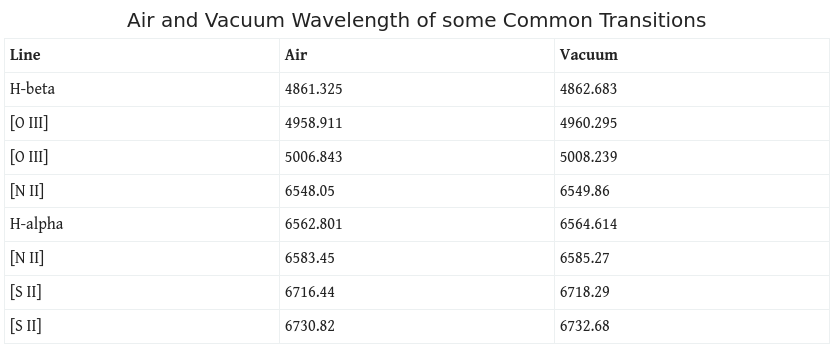 Air and Vacuum Wavelength of some Common Transitions
Line Air Vacuum
H-beta 4861.325 4862.683
[O III] 4958.911 4960.295
[O III] 5006.843 5008.239
[N II] 6548.05 6549.86
H-alpha 6562.801 6564.614
[N II] 6583.45 6585.27
[S II] 6716.44 6718.29
[S II] 6730.82 6732.68